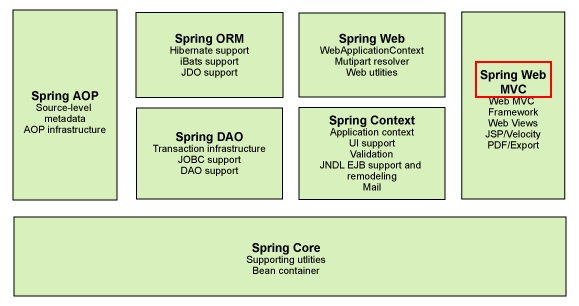 Spring AOP
Source-level
metadata
AOP infrastructure
Spring ORM
Hibernate support
iBats support
JDO support
Spring DAO
Transaction infrastructure
JOBC support
DAO support
Spring Web
WebApplicationContext
Mutipart resolver
Web utlities
Spring Context
Application context
UI support
Validation
JNDL EJB support and
remodeling
Mail
Spring Web
MVC
Web MVC
Framework
Web Views
JSP/Velocity
PDF/Export
Spring Core
Supporting utlities
Bean container